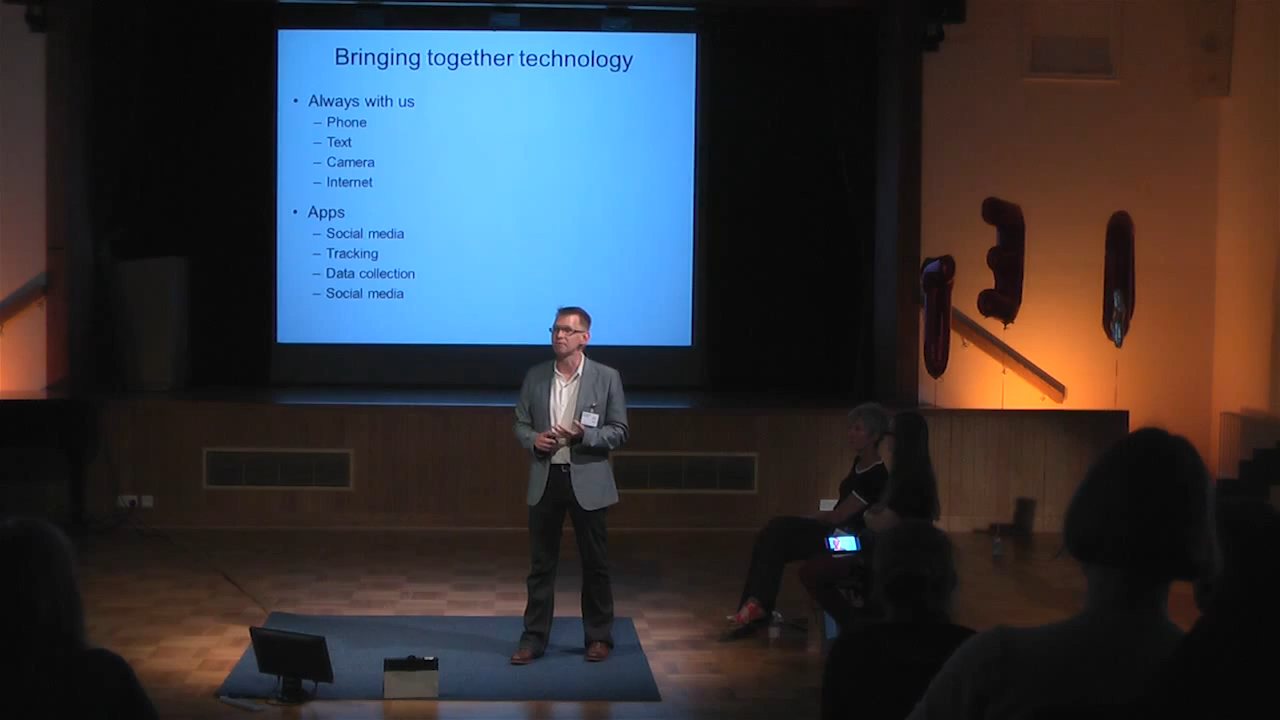 Bringing together technology
• Always with us
– Phone
– Text
– Camera
– Internet
• Apps
– Social media
– Tracking
– Data collection
– Social media